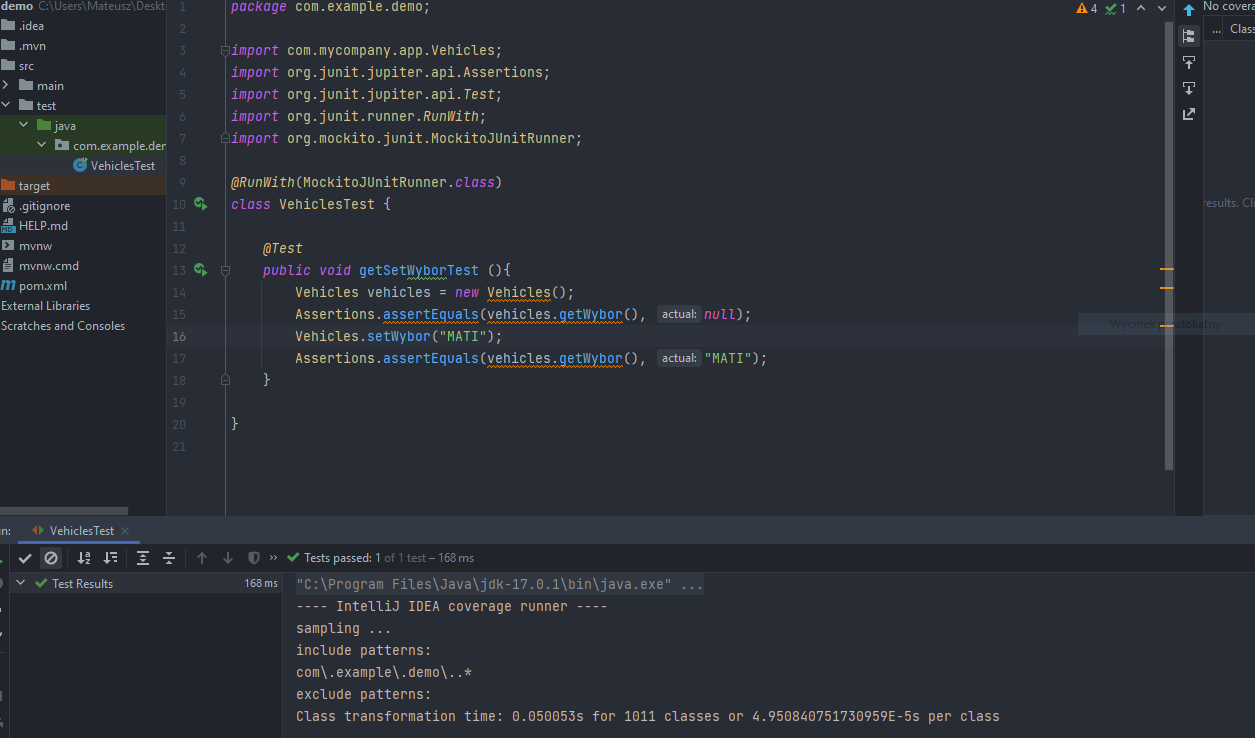 demo C:\Users\Mateusz\Deskt
.idea
.mvn
src
main
test
java
com.example.der
VehiclesTest
target
.gitignore
HELP.md
mvnw
mvnw.cmd
pom.xml
External Libraries
Scratches and Consoles
1 package com.example.demo;
2
3 import com.mycompany.app.Vehicles;
4 import org.junit.jupiter.api.Assertions;
5 import org.junit.jupiter.api.Test;
6 import org.junit.runner.RunWith;
7 import org.mockito.junit.MockitoJUnitRunner;
8
9 @RunWith(MockitoJUnitRunner.class)
10 class VehiclesTest {
11
12 @Test
13 public void getSetWyborTest (){
14 Vehicles vehicles = new Vehicles();
15 Assertions.assertEquals(vehicles.getWybor(), actual: null);
16 Vehicles.setWybor("MATI");
17 Assertions.assertEquals(vehicles.getWybor(), actual: "MATI");
18 }
19
20 }
21
4 1
No covera
... Clas
results. Cli
Wycinek
stokątny
n: VehiclesTest
Tests passed: 1 of 1 test – 168 ms
Test Results 168 ms
"C:\Program Files\Java\jdk-17.0.1\bin\java.exe" ...
---- IntelliJ IDEA coverage runner ----
sampling ...
include patterns:
com\.example\.demo\..*
exclude patterns:
Class transformation time: 0.050053s for 1011 classes or 4.950840751730959E-5s per class